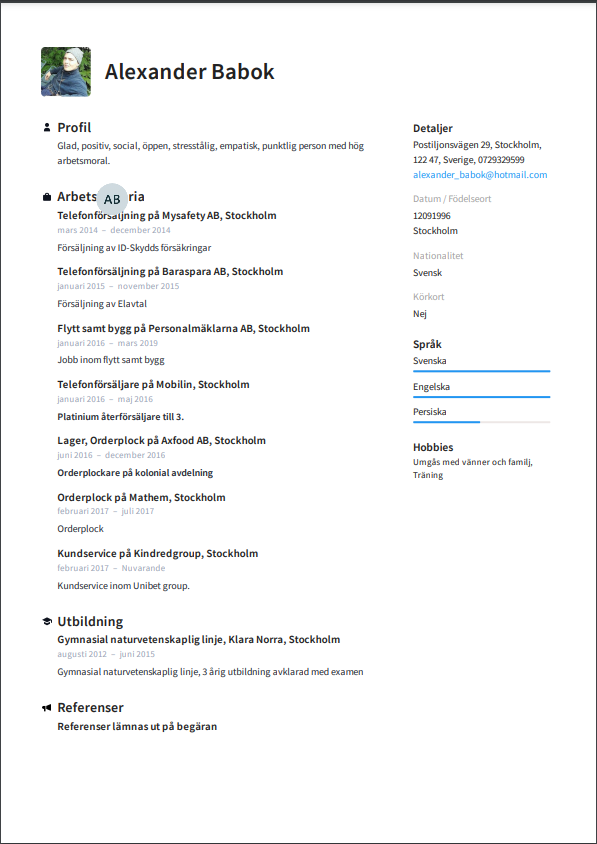 Alexander Babok
Profil
Glad, positiv, social, öppen, stresstålig, empatisk, punktlig person med hög
arbetsmoral.
AB
Telefonförsäljning på Mysafety AB, Stockholm
mars 2014 – december 2014
Försäljning av ID-Skydds försäkringar
Telefonförsäljning på Baraspara AB, Stockholm
januari 2015 – november 2015
Försäljning av Elavtal
Flytt samt bygg på Personalmäklarna AB, Stockholm
januari 2016 – mars 2019
Jobb inom flytt samt bygg
Telefonförsäljare på Mobilin, Stockholm
januari 2016 – maj 2016
Platinium återförsäljare till 3.
Lager, Orderplock på Axfood AB, Stockholm
juni 2016 – december 2016
Orderplockare på kolonial avdelning
Orderplock på Mathem, Stockholm
februari 2017 – juli 2017
Orderplock
Kundservice på Kindredgroup, Stockholm
februari 2017 – Nuvarande
Kundservice inom Unibet group.
Utbildning
Gymnasial naturvetenskaplig linje, Klara Norra, Stockholm
augusti 2012 – juni 2015
Gymnasial naturvetenskaplig linje, 3 årig utbildning avklarad med examen
Referenser
Referenser lämnas ut på begäran
Detaljer
Postiljonsvägen 29, Stockholm,
122 47, Sverige, 0729329599
alexander_babok@hotmail.com
Datum / Födelseort
12091996
Stockholm
Nationalitet
Svensk
Körkort
Nej
Språk
Svenska
Engelska
Persiska
Hobbies
Umgås med vänner och familj,
Träning